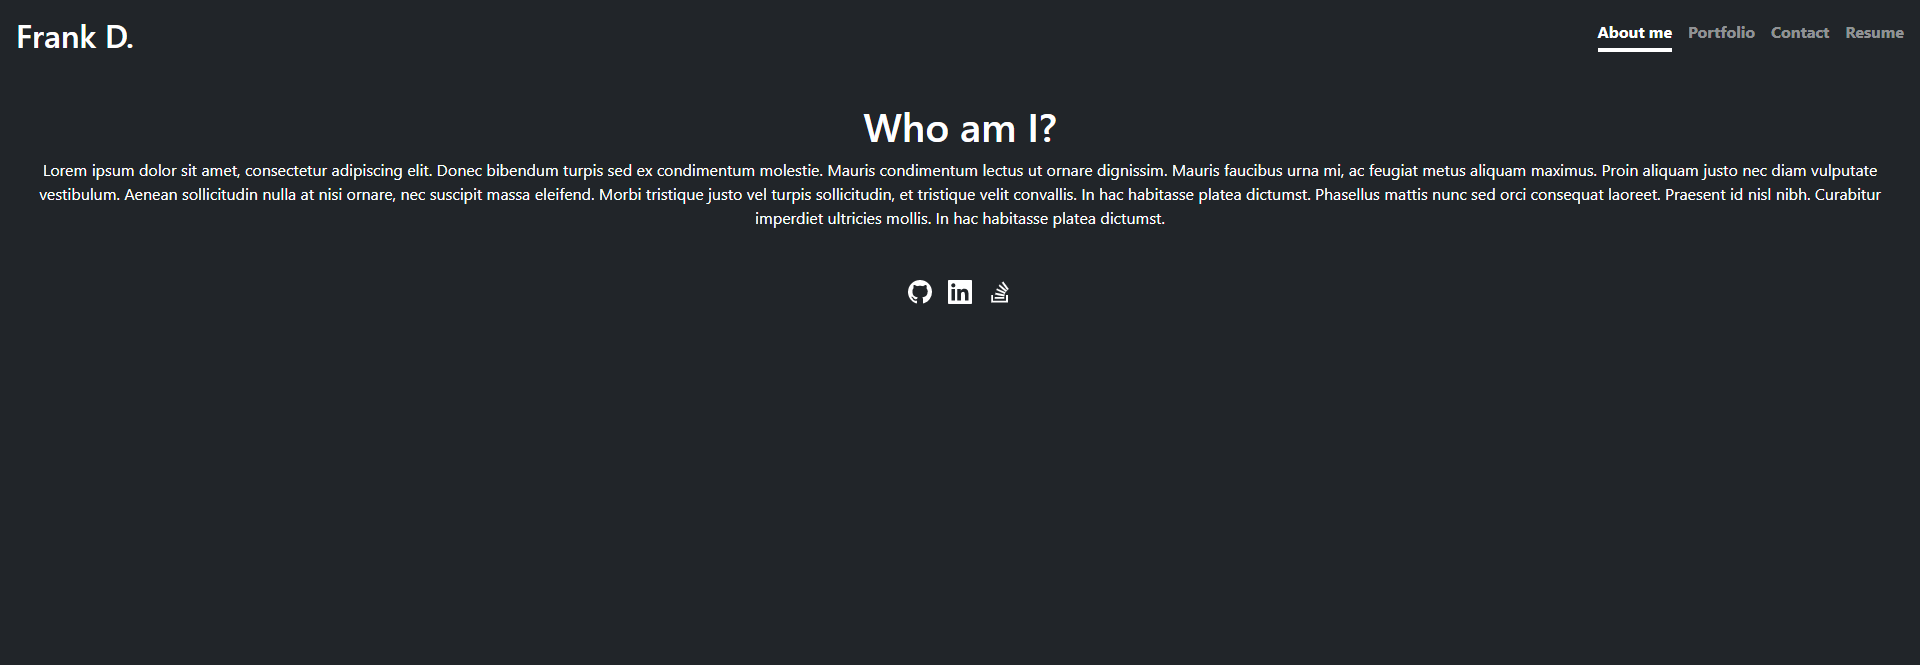 Frank D.
About me Portfolio Contact Resume
Who am I?
Lorem ipsum dolor sit amet, consectetur adipiscing elit. Donec bibendum turpis sed ex condimentum molestie. Mauris condimentum lectus ut ornare dignissim. Mauris faucibus urna mi, ac feugiat metus aliquam maximus. Proin aliquam justo nec diam vulputate
vestibulum. Aenean sollicitudin nulla at nisi ornare, nec suscipit massa eleifend. Morbi tristique justo vel turpis sollicitudin, et tristique velit convallis. In hac habitasse platea dictumst. Phasellus mattis nunc sed orci consequat laoreet. Praesent id nisl nibh. Curabitur
imperdiet ultricies mollis. In hac habitasse platea dictumst.
in